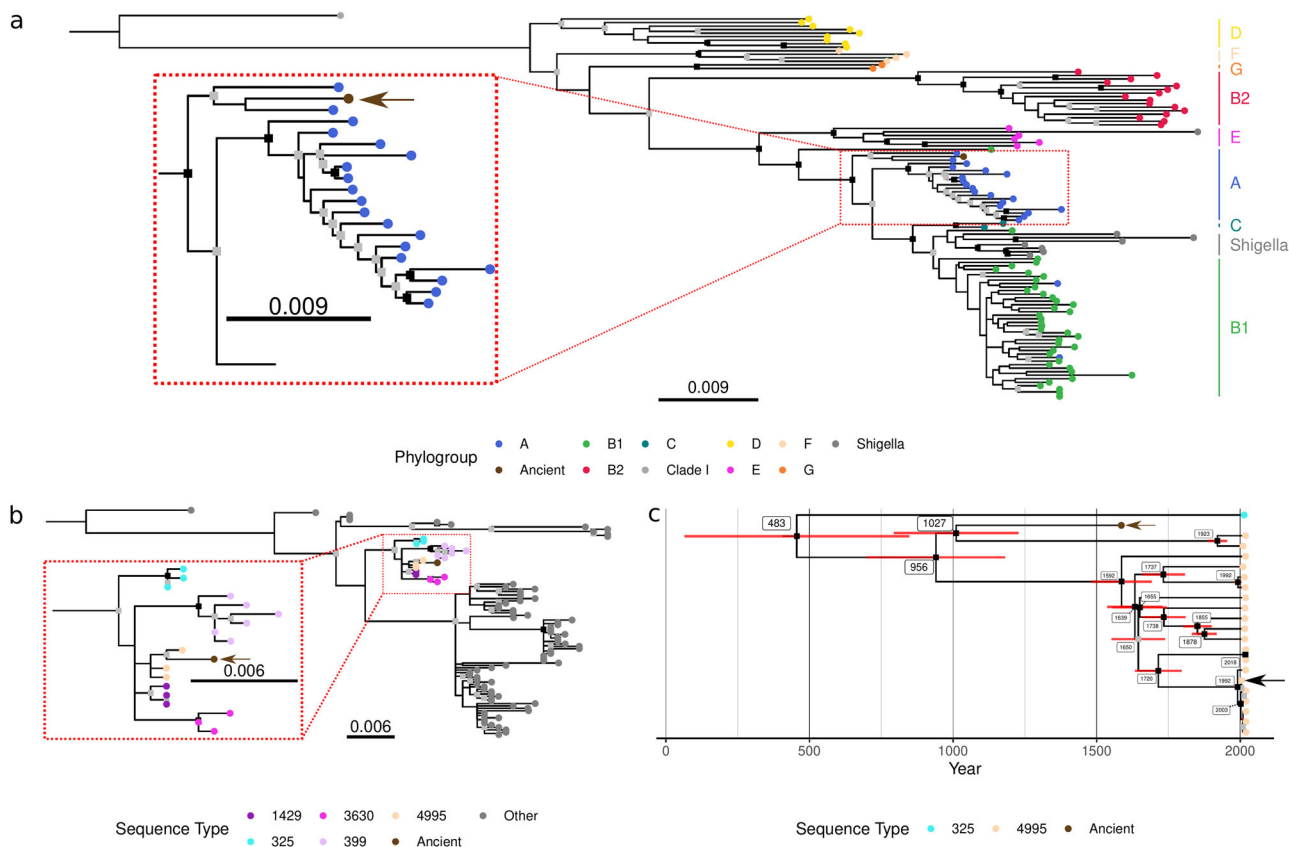 a
D
F
G
B2
E
A
C
Shigella
B1
0.009
0.009
Phylogroup
A
B1
C
D
F
Shigella
Ancient
B2
Clade I
E
G
b
0.006
0.006
Sequence Type
1429
3630
4995
Other
325
399
Ancient
c
483
1027
956
1923
1592
1737
1992
1655
1639
1738
1855
1878
1650
1720
2018
1992
2003
0
500
1000
1500
2000
Year
Sequence Type
325
4995
Ancient